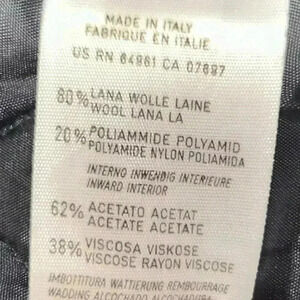 MADE IN ITALY
FABRIQUE EN ITALIE
US RN 64961 CA 07697
80% LANA WOLLE LAINE
WOOL LANA LA
20% POLIAMMIDE POLYAMID
POLYAMIDE NYLON POLIAMIDA
INTERNO INWENDIG INTERIEURE
INWARD INTERIOR
62% ACETATO ACETAT
ACETATE ACETATE
38% VISCOSA VISKOSE
VISCOSE RAYON VISCOSE
IMBOTTITURA WATTIERUNG REMBOURRAGE
WADDING ALCOCHADO ALCOCHADO